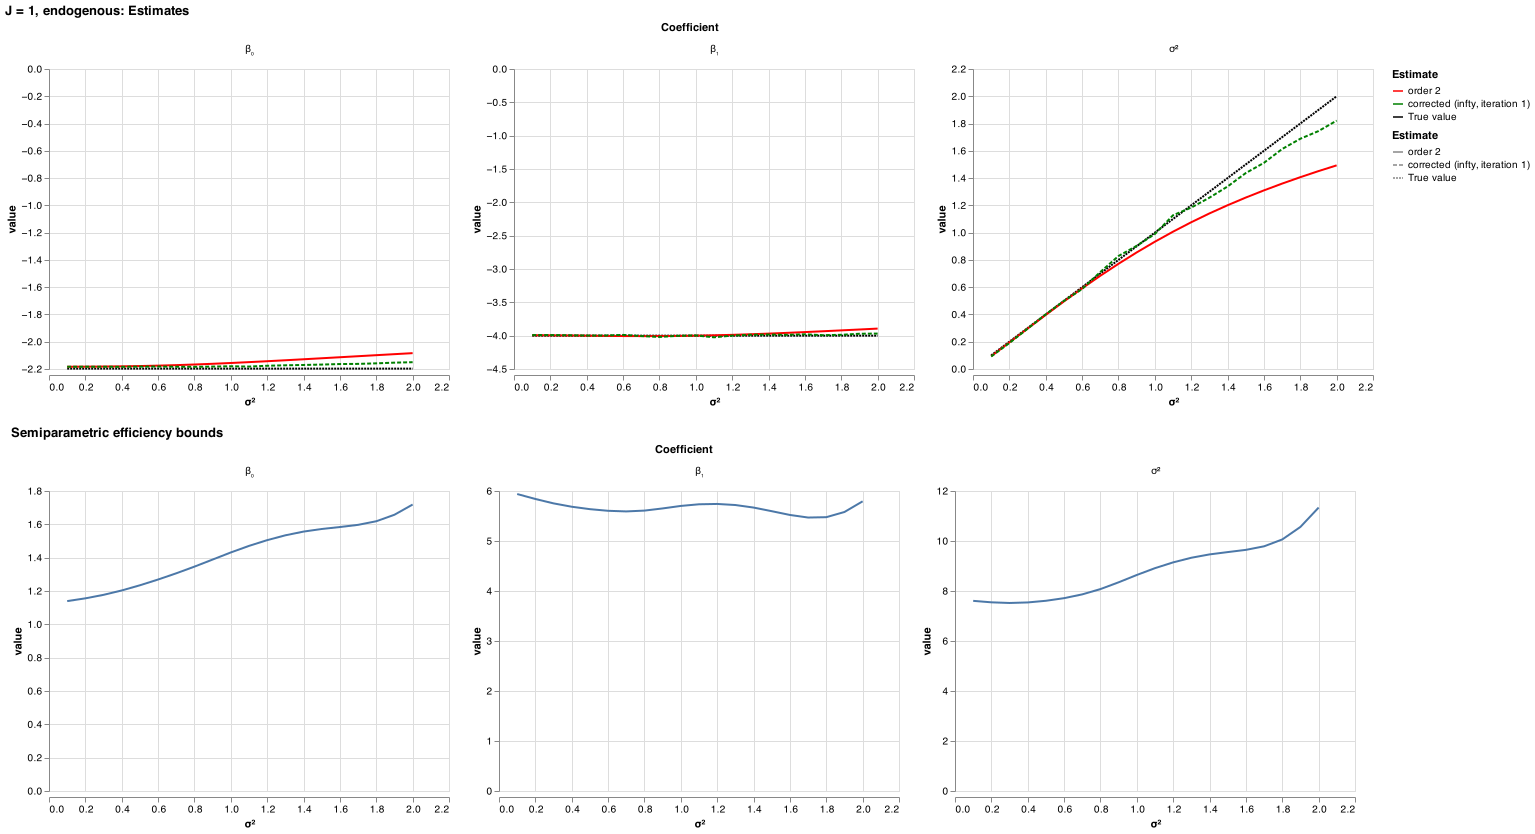 J = 1, endogenous: Estimates
Coefficient
β₀
β₁
σ²
0.0
−0.2
−0.4
−0.6
−0.8
−1.0
−1.2
−1.4
−1.6
−1.8
−2.0
−2.2
value
0.0 0.2 0.4 0.6 0.8 1.0 1.2 1.4 1.6 1.8 2.0 2.2
σ²
0.0
−0.5
−1.0
−1.5
−2.0
−2.5
−3.0
−3.5
−4.0
−4.5
value
0.0 0.2 0.4 0.6 0.8 1.0 1.2 1.4 1.6 1.8 2.0 2.2
σ²
2.2
2.0
1.8
1.6
1.4
1.2
1.0
0.8
0.6
0.4
0.2
0.0
value
0.0 0.2 0.4 0.6 0.8 1.0 1.2 1.4 1.6 1.8 2.0 2.2
σ²
Estimate
order 2
corrected (infty, iteration 1)
True value
Estimate
order 2
corrected (infty, iteration 1)
True value
Semiparametric efficiency bounds
Coefficient
β₀
β₁
σ²
1.8
1.6
1.4
1.2
1.0
0.8
0.6
0.4
0.2
0.0
value
0.0 0.2 0.4 0.6 0.8 1.0 1.2 1.4 1.6 1.8 2.0 2.2
σ²
6
5
4
3
2
1
0
value
0.0 0.2 0.4 0.6 0.8 1.0 1.2 1.4 1.6 1.8 2.0 2.2
σ²
12
10
8
6
4
2
0
value
0.0 0.2 0.4 0.6 0.8 1.0 1.2 1.4 1.6 1.8 2.0 2.2
σ²